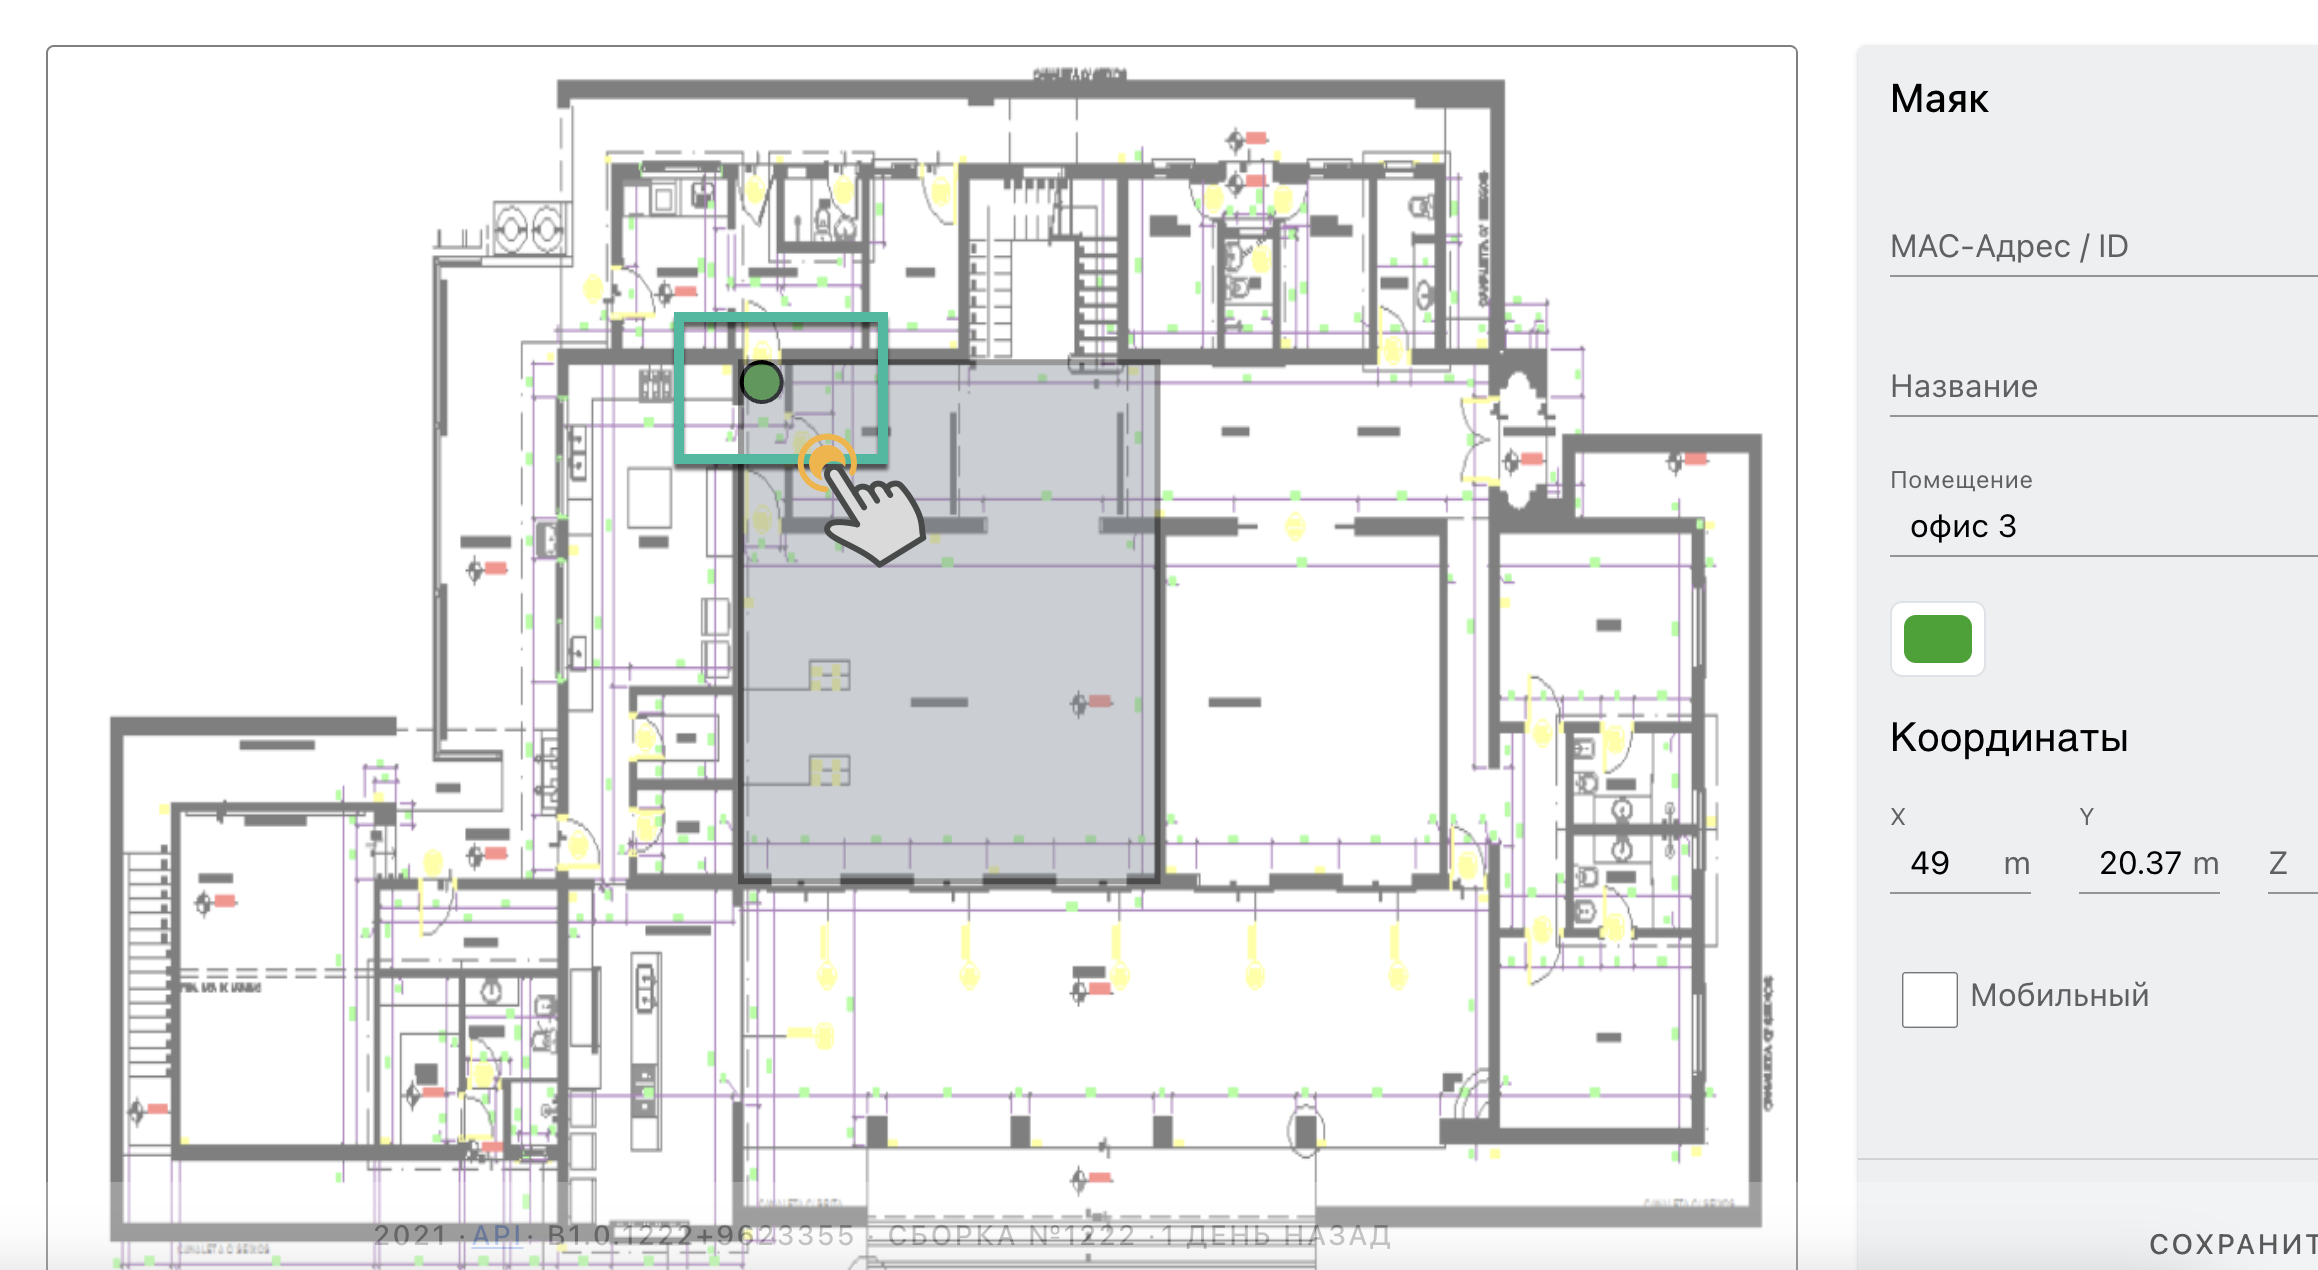 Маяк
MAC-Адрес / ID
Название
Помещение
офис 3
Координаты
X
Y
49 m
20.37 m
Z
Мобильный
2021 · API · B1.0.1222+9623355 · СБОРКА №1222 · 1 ДЕНЬ НАЗАД
СОХРАНИТ